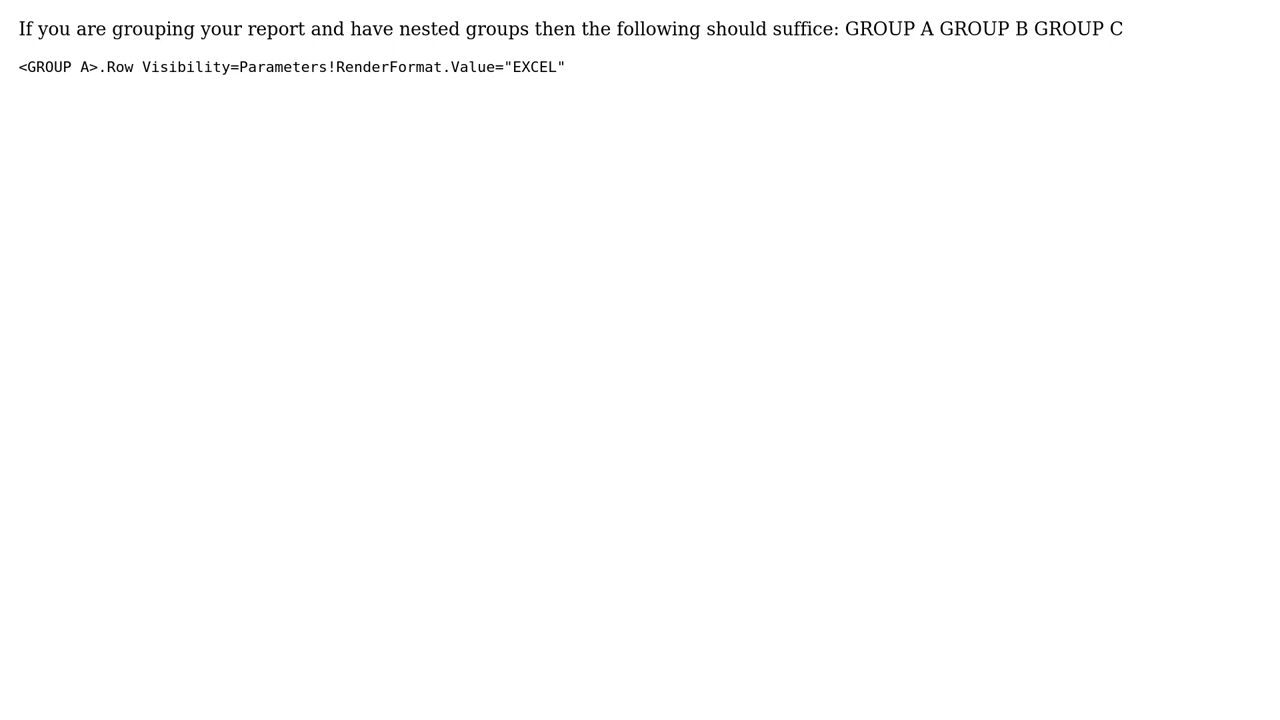 If you are grouping your report and have nested groups then the following should suffice: GROUP A GROUP B GROUP C
<GROUP A>.Row Visibility=Parameters!RenderFormat.Value="EXCEL"